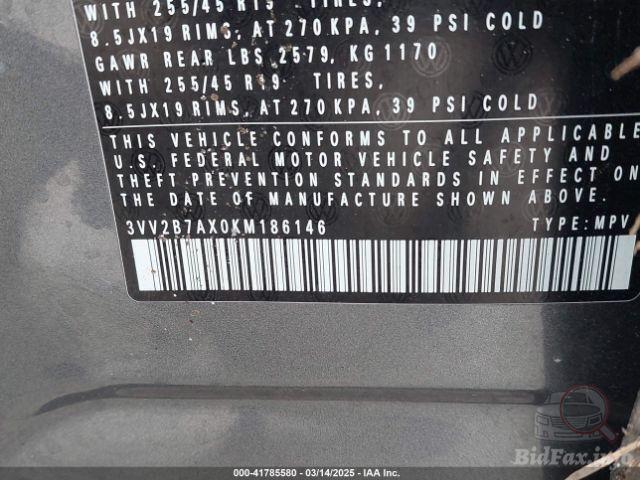 WITH 255/45 R19 TIRES,
8.5JX19 RIMS, AT 270 KPA, 39 PSI COLD
GAWR REAR LBS 2579, KG 1170
WITH 255/45 R19 TIRES,
8.5JX19 RIMS, AT 270 KPA, 39 PSI COLD
THIS VEHICLE CONFORMS TO ALL APPLICABLE
U.S. FEDERAL MOTOR VEHICLE SAFETY AND
THEFT PREVENTION STANDARDS IN EFFECT ON
THE DATE OF MANUFACTURE SHOWN ABOVE.
3VV2B7AX0KM186146 TYPE: MPV
BidFax.info
000-41785580 - 03/14/2025 - IAA Inc.